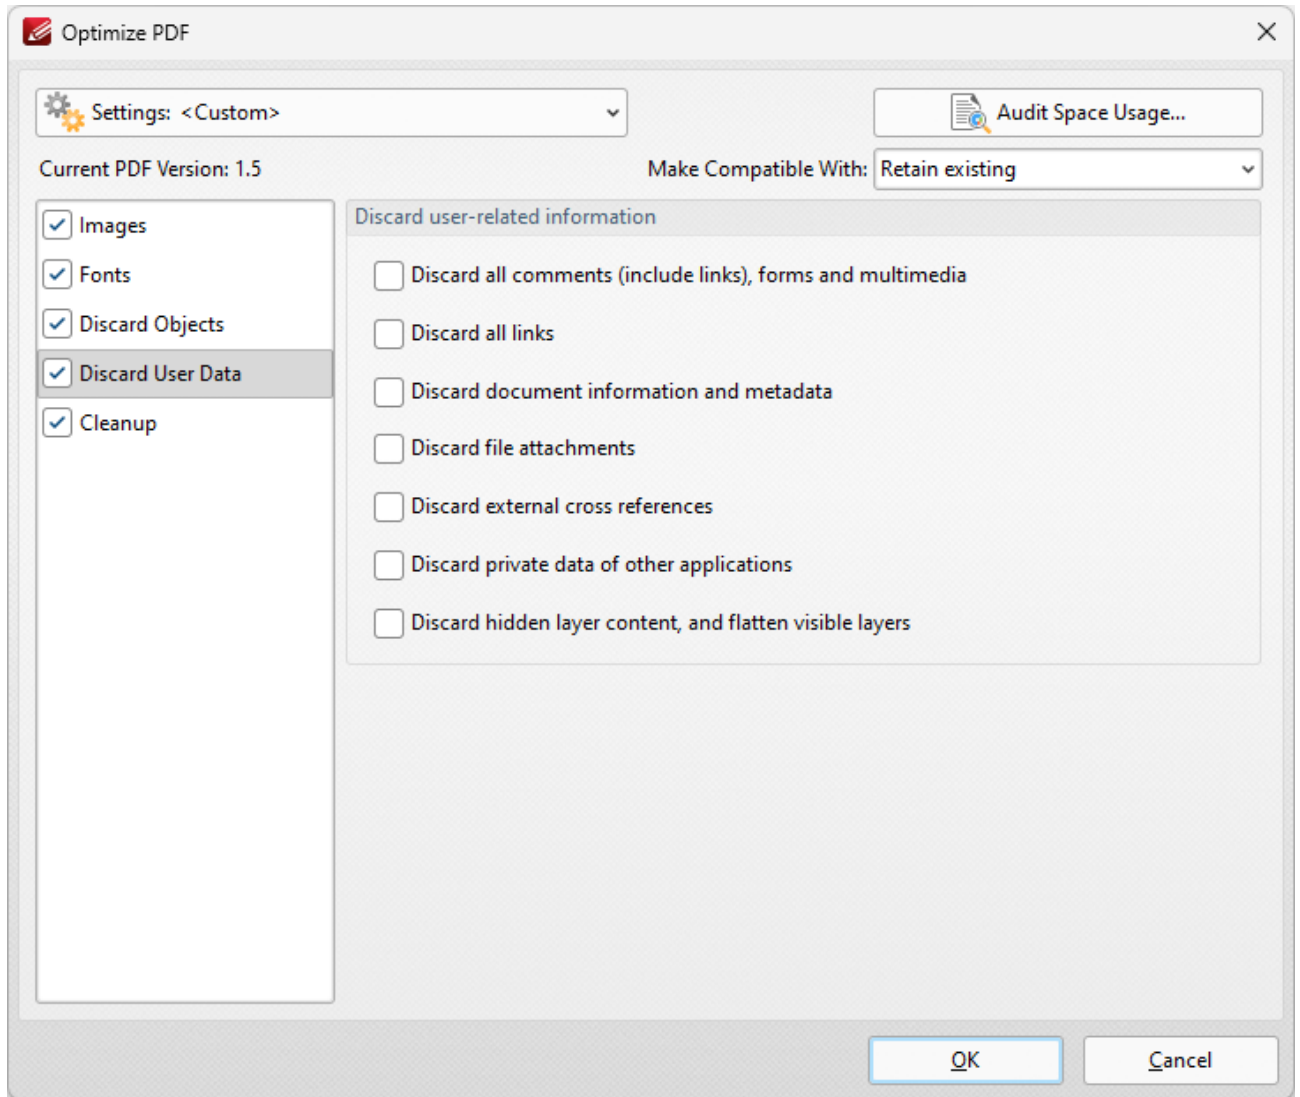 Optimize PDF
Settings: <Custom>
Audit Space Usage...
Current PDF Version: 1.5
Make Compatible With: Retain existing
Images
Fonts
Discard Objects
Discard User Data
Cleanup
Discard user-related information
Discard all comments (include links), forms and multimedia
Discard all links
Discard document information and metadata
Discard file attachments
Discard external cross references
Discard private data of other applications
Discard hidden layer content, and flatten visible layers
OK
Cancel